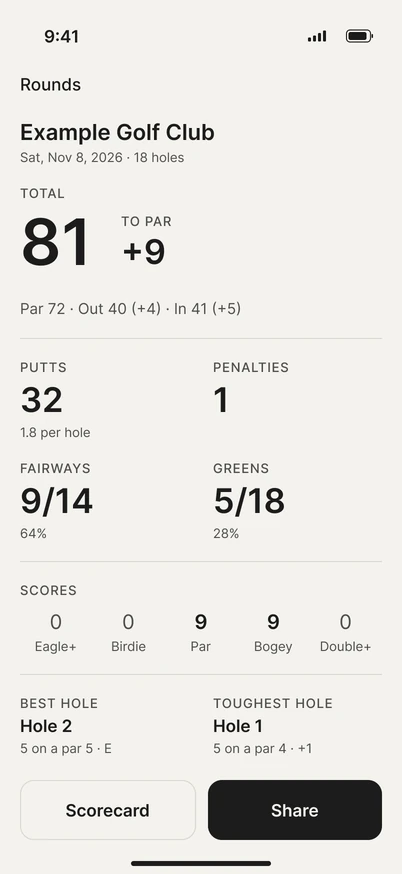 9:41
Rounds
Example Golf Club
Sat, Nov 8, 2026 · 18 holes
TOTAL
81
TO PAR
+9
Par 72 · Out 40 (+4) · In 41 (+5)
PUTTS
32
1.8 per hole
PENALTIES
1
FAIRWAYS
9/14
64%
GREENS
5/18
28%
SCORES
0 0 9 9 0
Eagle+ Birdie Par Bogey Double+
BEST HOLE
Hole 2
5 on a par 5 · E
TOUGHEST HOLE
Hole 1
5 on a par 4 · +1
Scorecard
Share